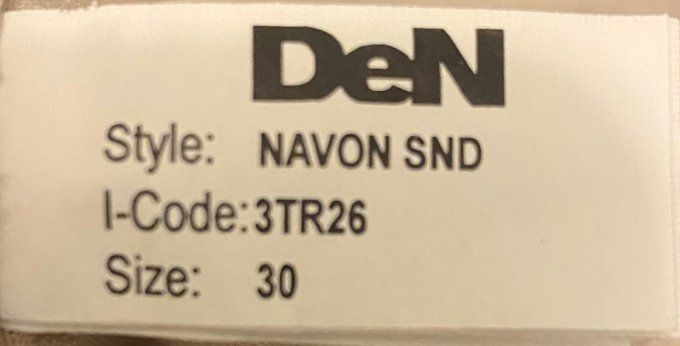 DeN
Style: NAVON SND
I-Code: 3TR26
Size: 30